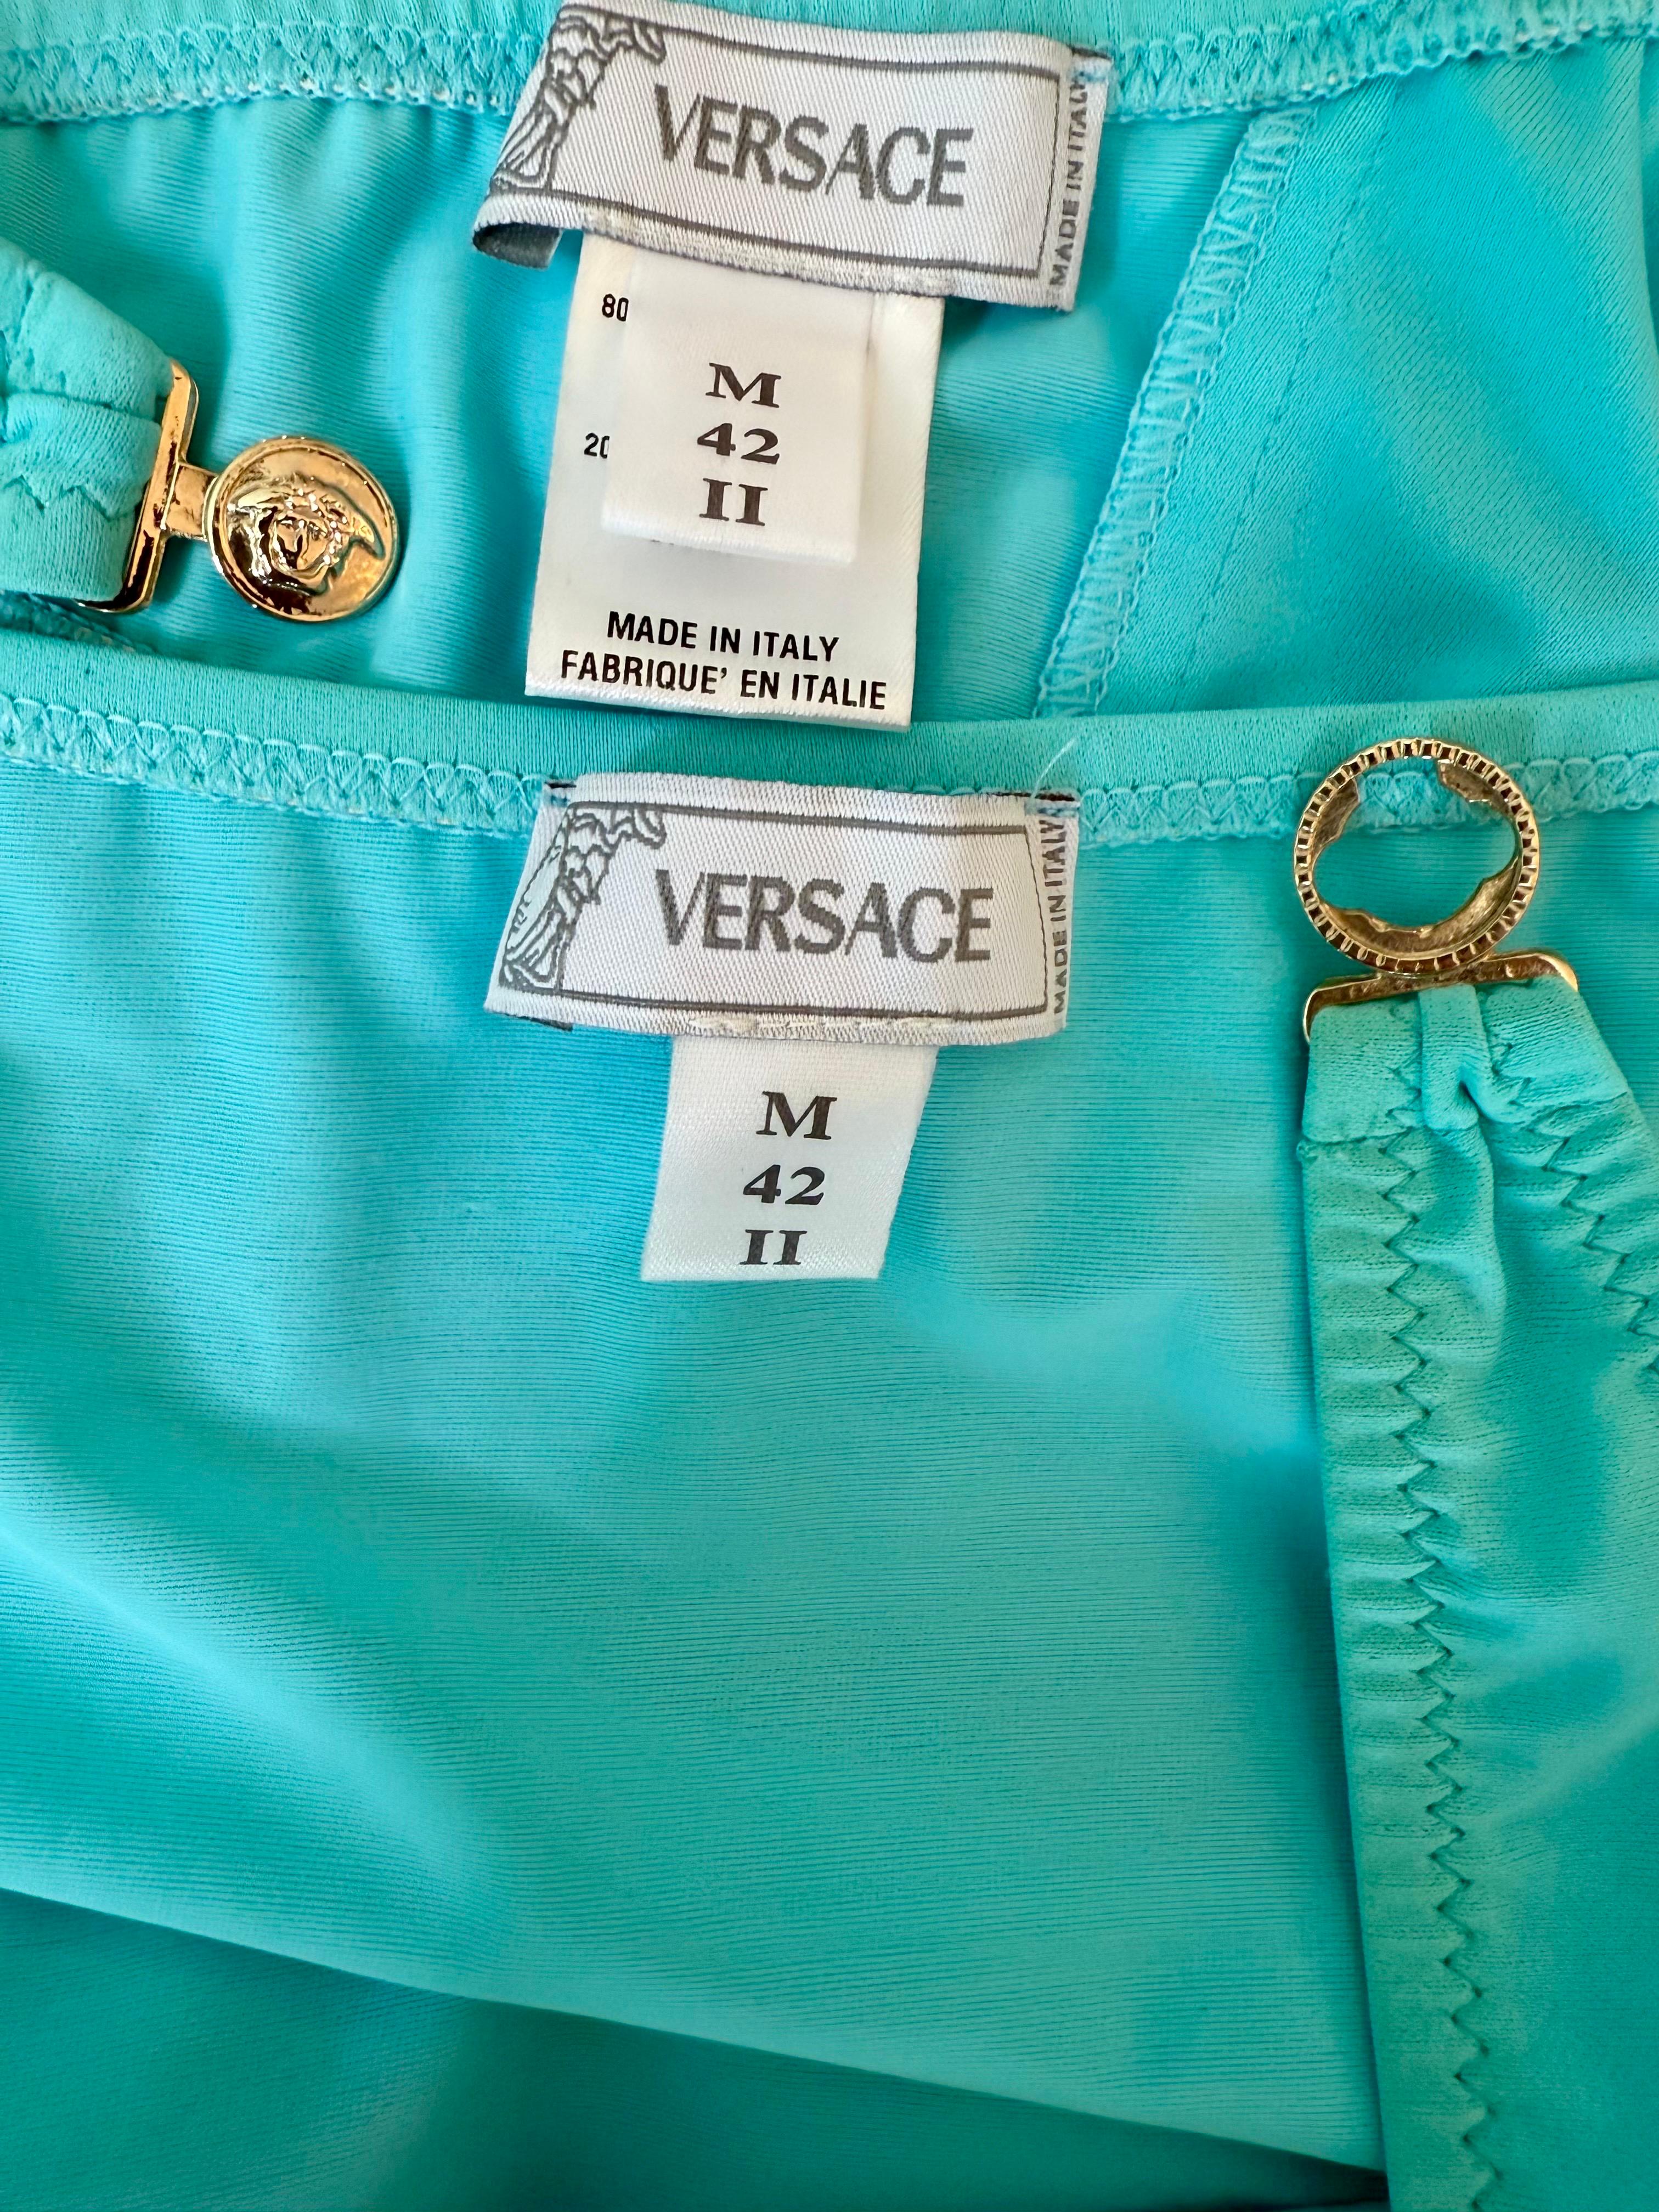 VERSACE
MADE IN ITALY
80
M
20
42
II
MADE IN ITALY
FABRIQUE’ EN ITALIE
VERSACE
MADE IN ITALY
M
42
II